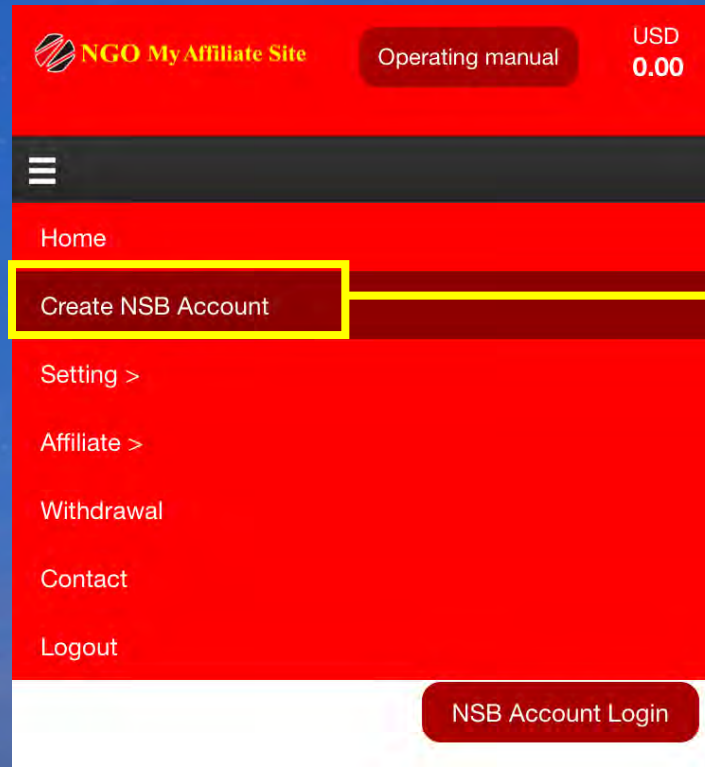 NGO My Affiliate Site
Operating manual
USD
0.00
Home
Create NSB Account
Setting >
Affiliate >
Withdrawal
Contact
Logout
NSB Account Login